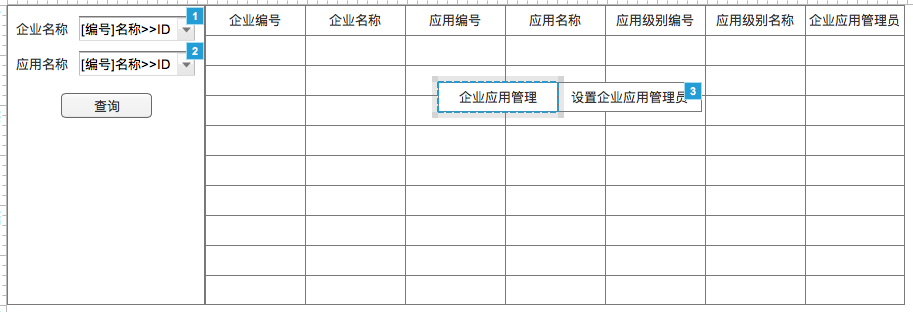 企业名称 [编号]名称>>ID 1
应用名称 [编号]名称>>ID 2
查询
企业编号 企业名称 应用编号 应用名称 应用级别编号 应用级别名称 企业应用管理员
企业应用管理 设置企业应用管理员 3